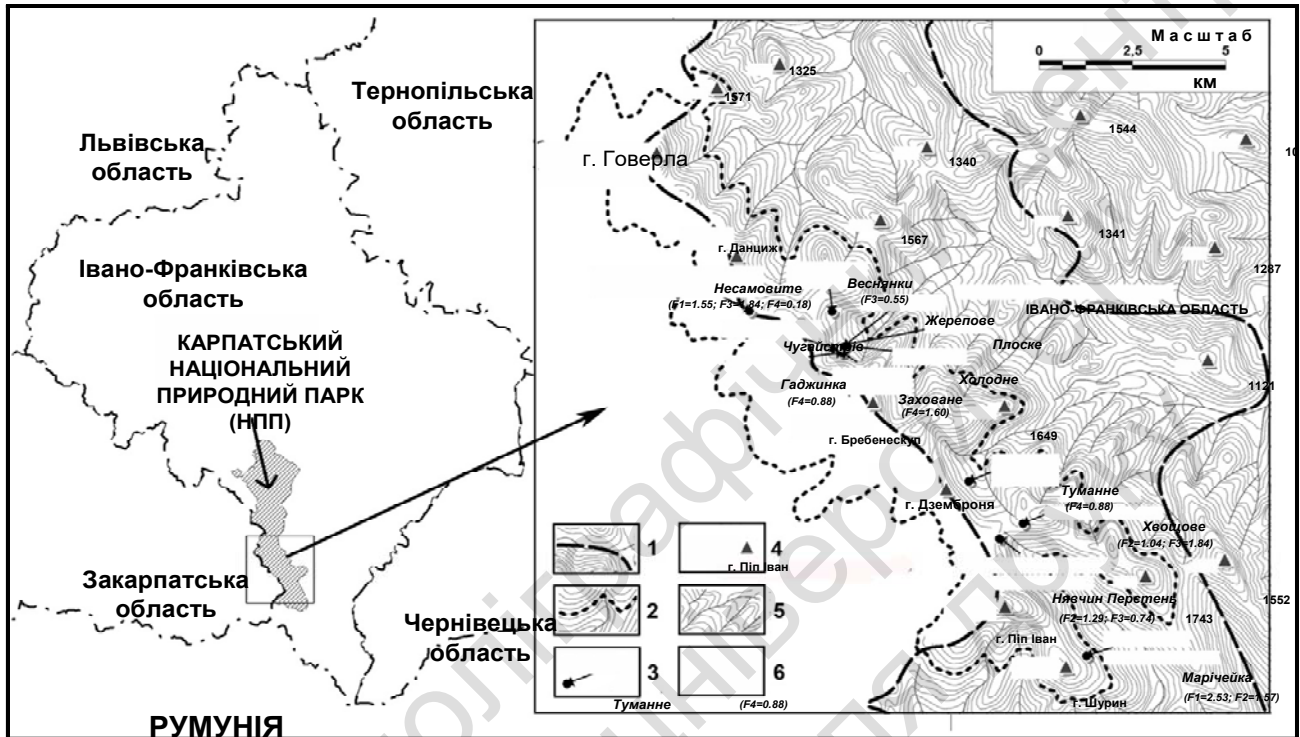 Тернопільська
область
Львівська
область
Івано-Франківська
область
КАРПАТСЬКИЙ
НАЦІОНАЛЬНИЙ
ПРИРОДНИЙ ПАРК
(НПП)
Закарпатська
область
Чернівецька
область
РУМУНІЯ
Масштаб
0 2,5 5
км
1325
1571
1544
г. Говерла
1340
1341
1567
г. Данциж
1287
Несамовите
(F1=1.55; F3=1.84; F4=0.18)
Веснянки
(F3=0.55)
ІВАНО-ФРАНКІВСЬКА ОБЛАСТЬ
Жерепове
Чугайстрів
Плоске
Гаджинка
(F4=0.88)
Холодне
Заховане
(F4=1.60)
1121
г. Бребенескул
1649
Туманне
(F4=0.88)
г. Дземброня
Хвощове
(F2=1.04; F3=1.84)
Нявчин Перстень
(F2=1.29; F3=0.74)
1552
1743
г. Піп Іван
Марічейка
(F1=2.53; F2=1.57)
г. Шурин
1
4
г. Піп Іван
2
5
3
6
Туманне (F4=0.88)